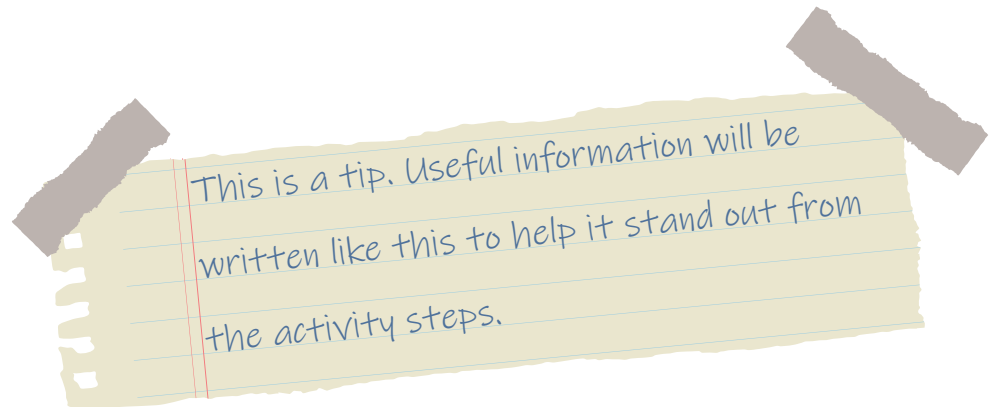 This is a tip. Useful information will be
written like this to help it stand out from
the activity steps.